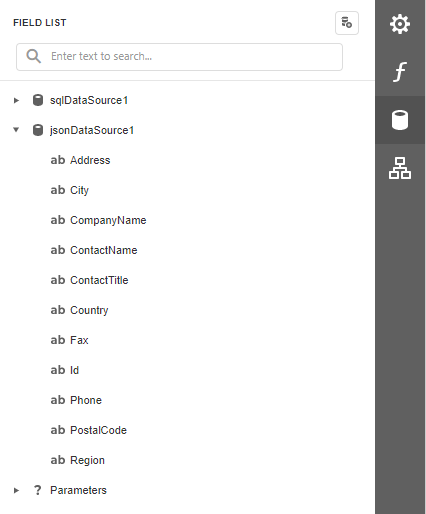 FIELD LIST
Enter text to search...
sqlDataSource1
jsonDataSource1
ab Address
ab City
ab CompanyName
ab ContactName
ab ContactTitle
ab Country
ab Fax
ab Id
ab Phone
ab PostalCode
ab Region
? Parameters